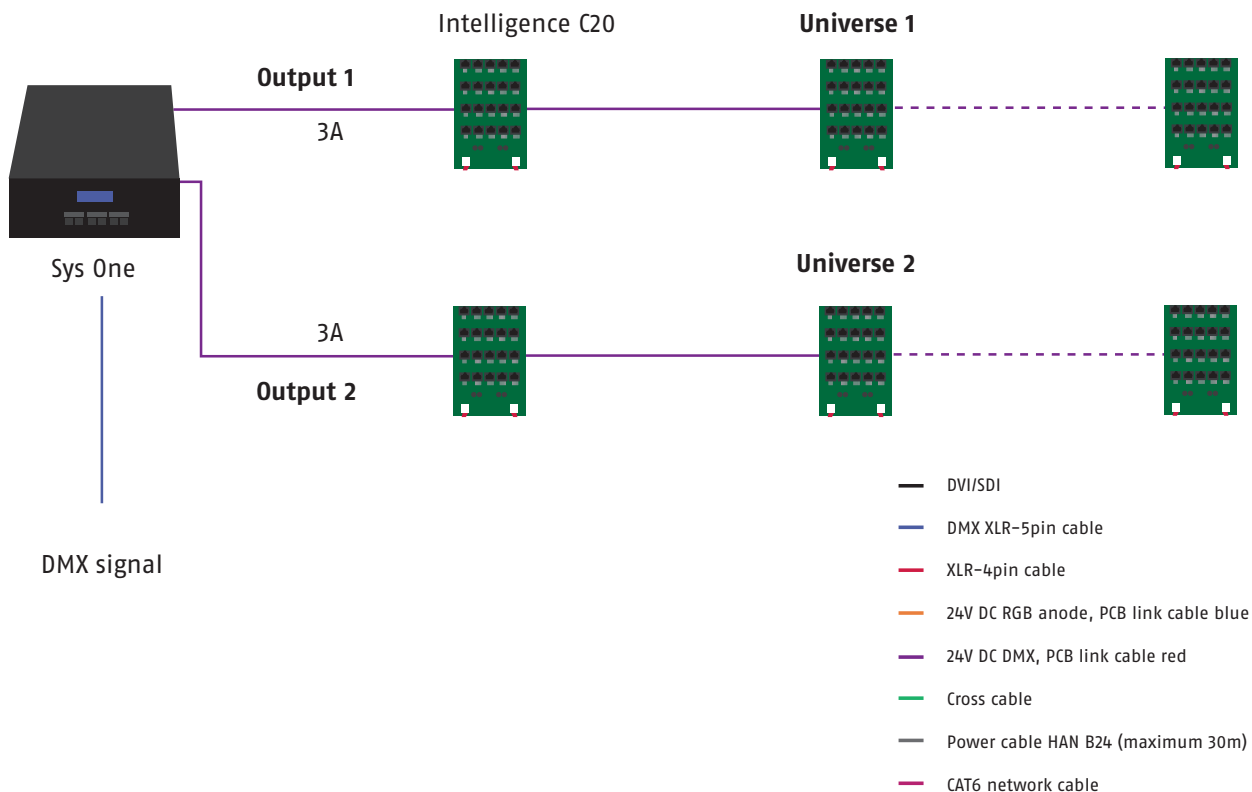 Intelligence C20
Universe 1
Output 1
3A
Sys One
Universe 2
3A
Output 2
DMX signal
DVI/SDI
DMX XLR-5pin cable
XLR-4pin cable
24V DC RGB anode, PCB link cable blue
24V DC DMX, PCB link cable red
Cross cable
Power cable HAN B24 (maximum 30m)
CAT6 network cable